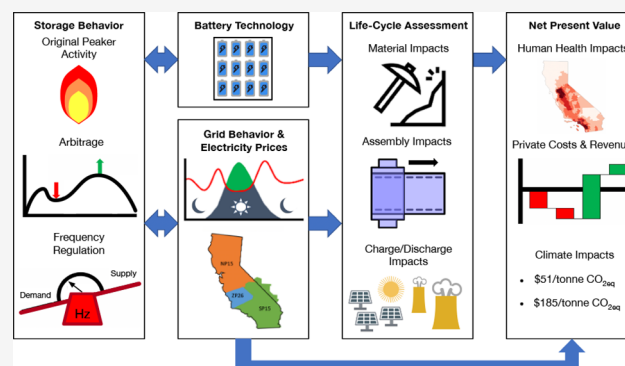 Storage Behavior
Original Peaker
Activity
Arbitrage
Frequency
Regulation
Demand
Supply
Hz
Battery Technology
Grid Behavior &
Electricity Prices
NP15
ZP26
SP15
Life-Cycle Assessment
Material Impacts
Assembly Impacts
Charge/Discharge
Impacts
Net Present Value
Human Health Impacts
Private Costs & Revenue
Climate Impacts
• $51/tonne CO2eq
• $185/tonne CO2eq